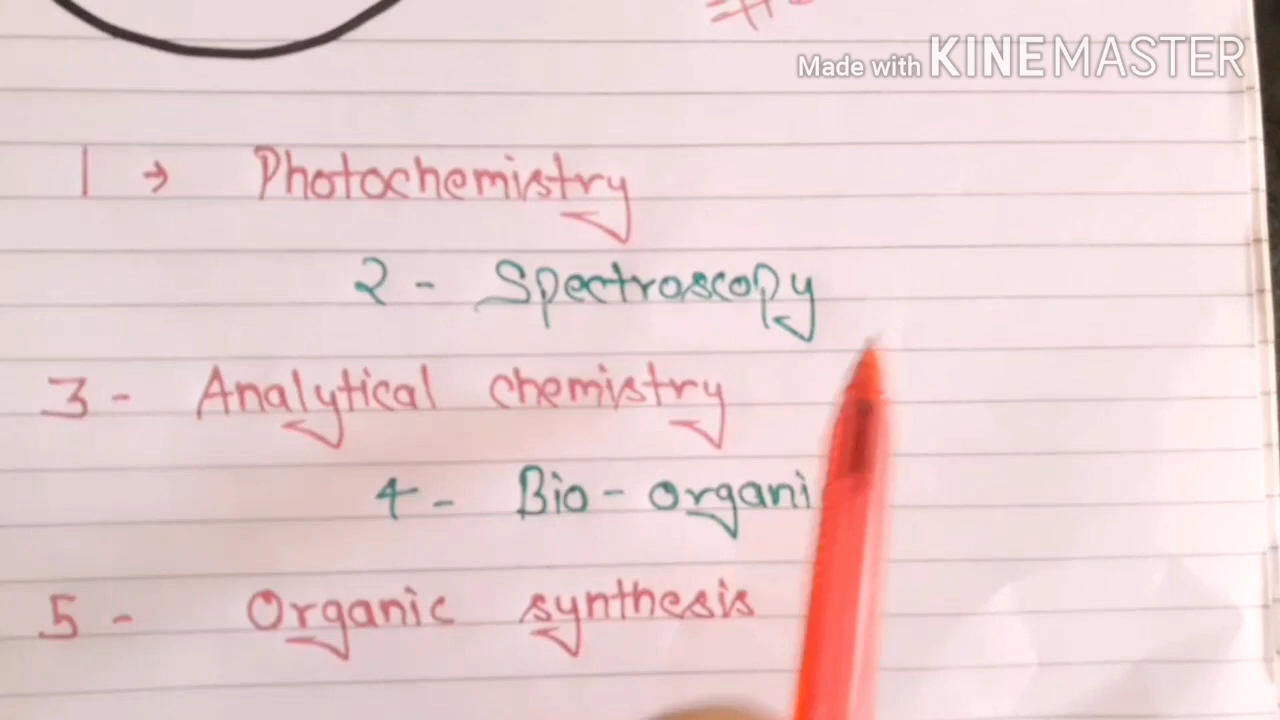 Made with KINEMASTER
1 → Photochemistry
2 - Spectroscopy
3 - Analytical chemistry
4 - Bio-organi
5 - Organic synthesis